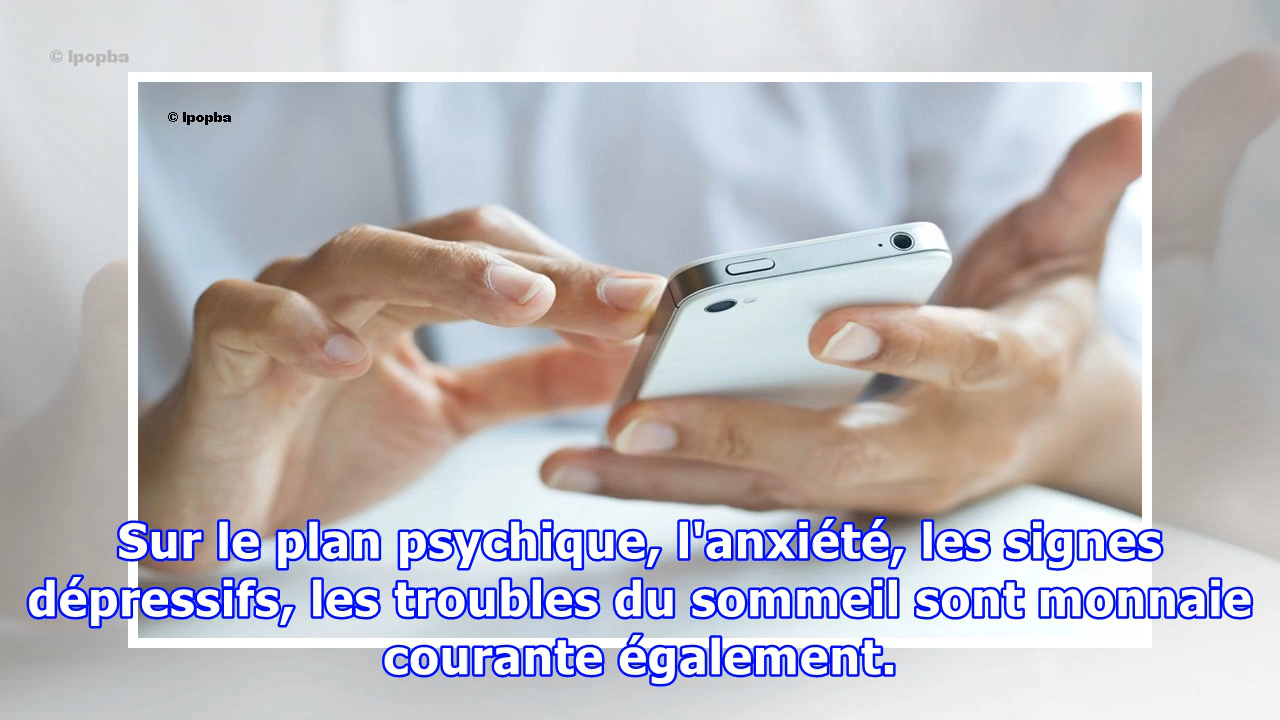 © Ipopba
© Ipopba
Sur le plan psychique, l'anxiété, les signes
dépressifs, les troubles du sommeil sont monnaie
courante également.